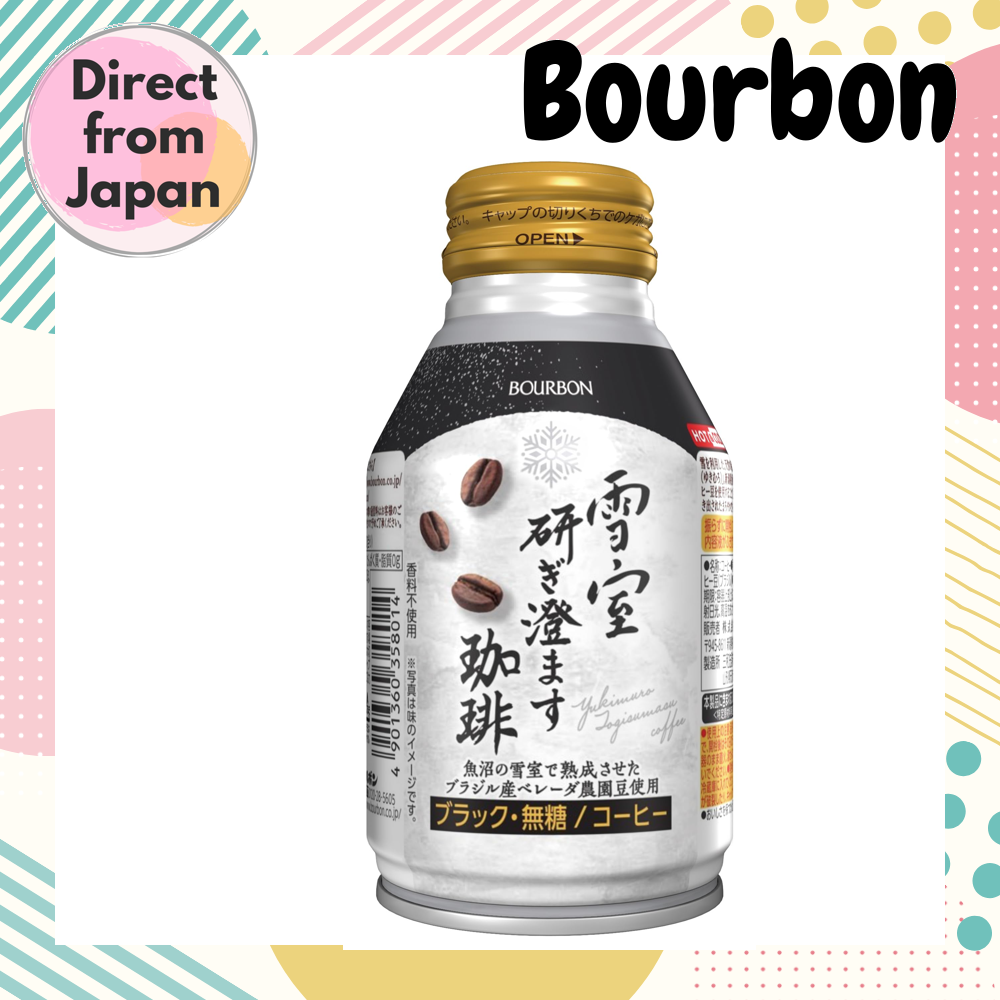 Direct
from
Japan
Bourbon
キャップの切りくちでのケガ
OPEN
BOURBON
HOT
雪室
研ぎ澄ます
珈琲
Yukimuro
Togisumasu
coffee
魚沼の雪室で熟成させた
ブラジル産ベレーダ農園豆使用
ブラック・無糖 / コーヒー
香料不使用 ※写真は味のイメージです。
4 901360 358014